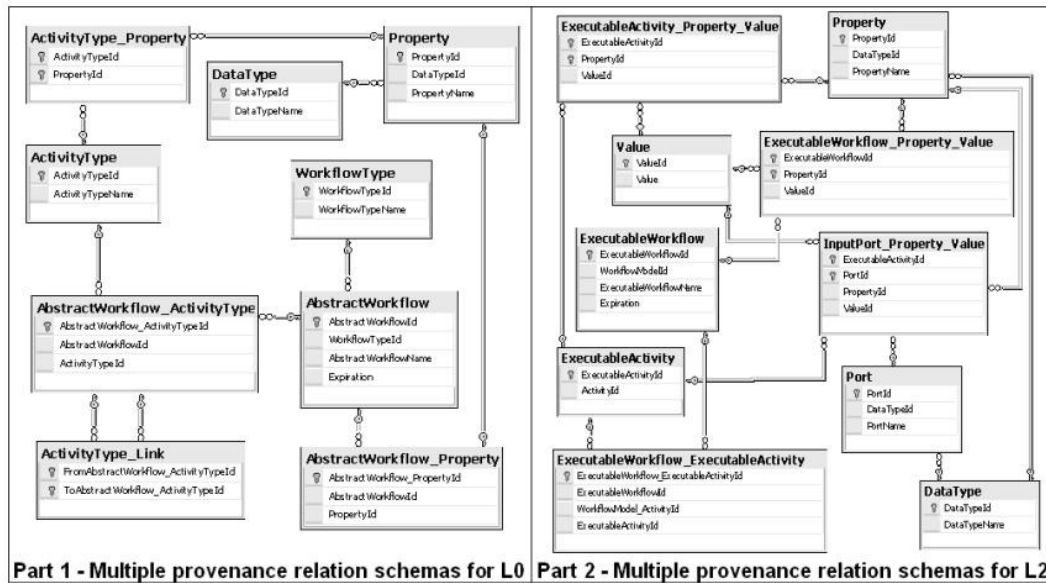 ActivityType_Property
ActivityTypeId
PropertyId
Property
PropertyId
DataTypeId
PropertyName
DataType
DataTypeId
DataTypeName
ActivityType
ActivityTypeId
ActivityTypeName
WorkflowType
WorkflowTypeId
WorkflowTypeName
AbstractWorkflow_ActivityType
AbstractWorkflow_ActivityTypeId
AbstractWorkflowId
ActivityTypeId
AbstractWorkflow
AbstractWorkflowId
WorkflowTypeId
AbstractWorkflowName
Expiration
ActivityType_Link
FromAbstractWorkflow_ActivityTypeId
ToAbstractWorkflow_ActivityTypeId
AbstractWorkflow_Property
AbstractWorkflow_PropertyId
AbstractWorkflowId
PropertyId
Part 1 - Multiple provenance relation schemas for L0
ExecutableActivity_Property_Value
ExecutableActivityId
PropertyId
ValueId
Property
PropertyId
DataTypeId
PropertyName
Value
ValueId
Value
ExecutableWorkflow_Property_Value
ExecutableWorkflowId
PropertyId
ValueId
ExecutableWorkflow
ExecutableWorkflowId
WorkflowModelId
ExecutableWorkflowName
Expiration
InputPort_Property_Value
ExecutableActivityId
PortId
PropertyId
ValueId
ExecutableActivity
ExecutableActivityId
ActivityId
Port
PortId
DataTypeId
PortName
ExecutableWorkflow_ExecutableActivity
ExecutableWorkflow_ExecutableActivityId
ExecutableWorkflowId
WorkflowModel_ActivityId
ExecutableActivityId
DataType
DataTypeId
DataTypeName
Part 2 - Multiple provenance relation schemas for L2